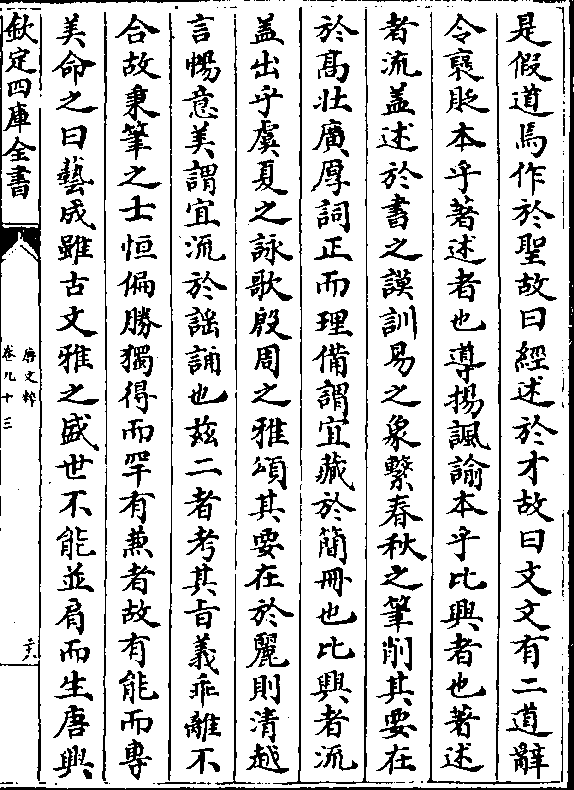 是假道焉作於聖故曰經述於才故曰文文有二道辭
令襃貶本乎著述者也導揚諷諭本乎比興者也著述
者流葢述於書之謨訓易之象繫春秋之筆削其要在
於髙壯廣厚詞正而理備謂宜藏於簡冊也比興者流
葢出乎虞夏之詠歌殷周之雅頌其要在於麗則清越
言暢意美謂宜流於謡誦也兹二者考其旨義乖離不
合故秉筆之士恒偏勝獨得而罕有兼者故有能而專
美命之曰藝成雖古文雅之盛世不能並肩而生唐興
欽定四庫全書
唐文粹
卷九十三